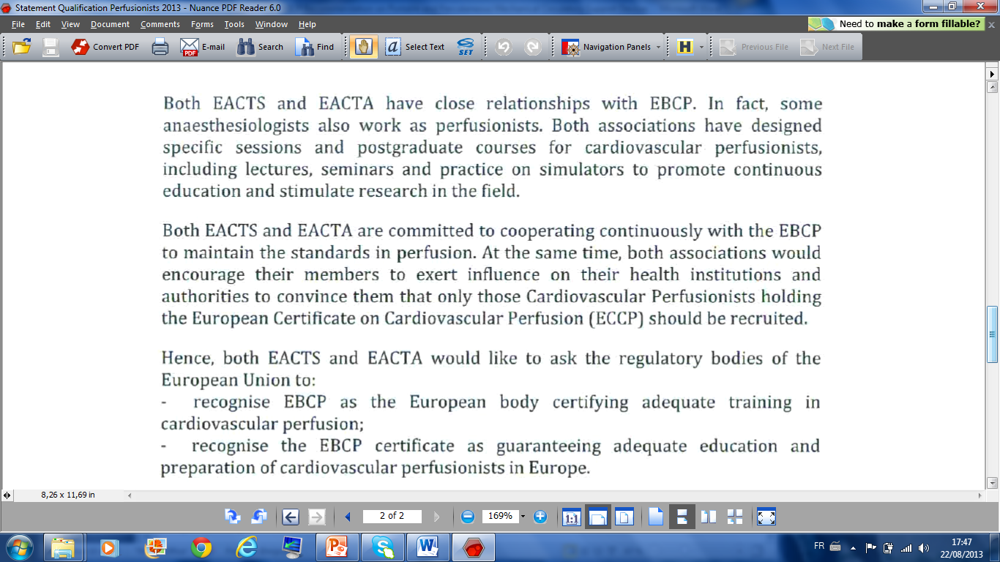 Statement Qualification Perfusionists 2013 - Nuance PDF Reader 6.0
File Edit View Document Comments Forms Tools Window Help
Need to make a form fillable? x
Convert PDF PDF E-mail Search Find a Select Text SET Navigation Panels H Previous File Next File
Both EACTS and EACTA have close relationships with EBCP. In fact, some
anaesthesiologists also work as perfusionists. Both associations have designed
specific sessions and postgraduate courses for cardiovascular perfusionists,
including lectures, seminars and practice on simulators to promote continuous
education and stimulate research in the field.
Both EACTS and EACTA are committed to cooperating continuously with the EBCP
to maintain the standards in perfusion. At the same time, both associations would
encourage their members to exert influence on their health institutions and
authorities to convince them that only those Cardiovascular Perfusionists holding
the European Certificate on Cardiovascular Perfusion (ECCP) should be recruited.
Hence, both EACTS and EACTA would like to ask the regulatory bodies of the
European Union to:
- recognise EBCP as the European body certifying adequate training in
cardiovascular perfusion;
- recognise the EBCP certificate as guaranteeing adequate education and
preparation of cardiovascular perfusionists in Europe.
8,26 x 11,69 in
2 of 2 169% 1:1
FR 17:47
22/08/2013